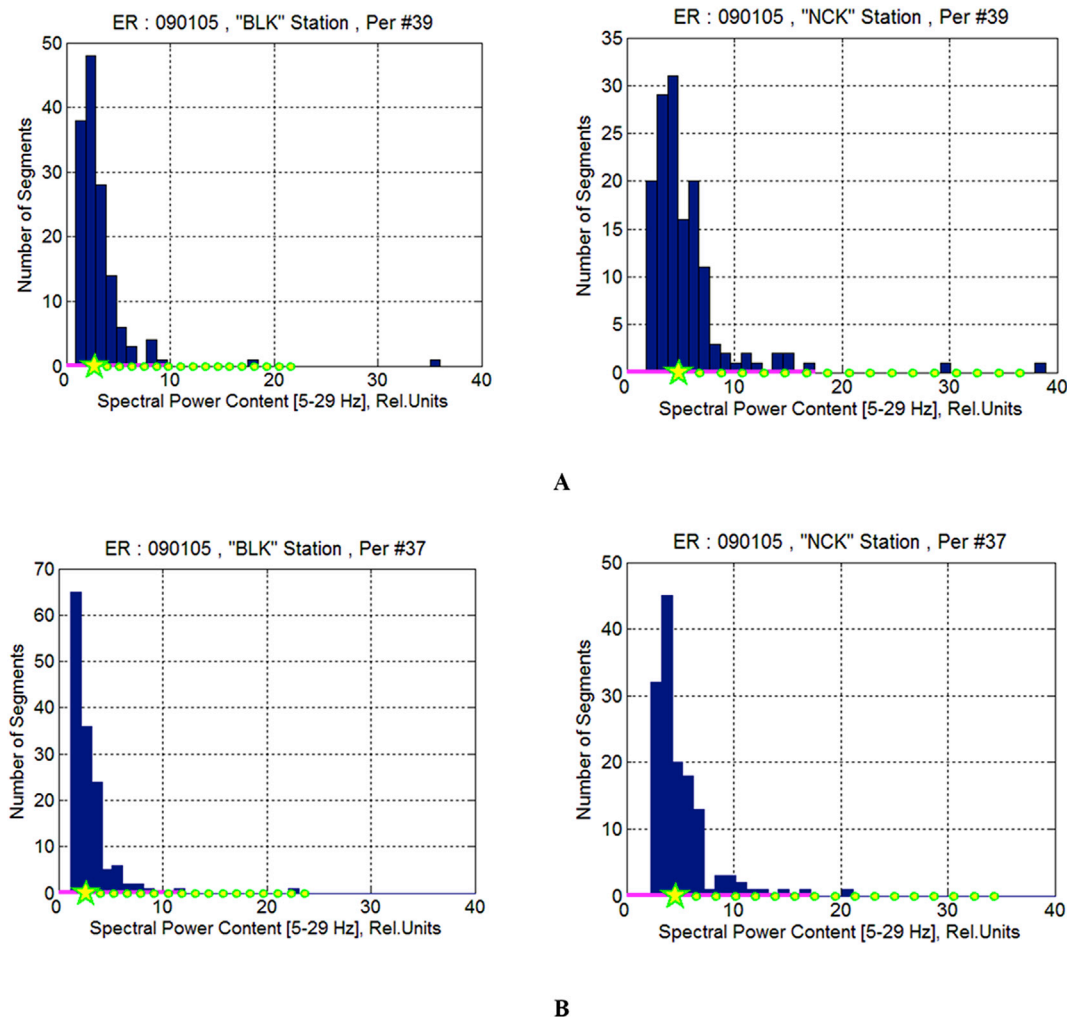 ER : 090105 , "BLK" Station , Per #39
50
40
30
20
10
0
Number of Segments
0 10 20 30 40
Spectral Power Content [5-29 Hz], Rel.Units
ER : 090105 , "NCK" Station , Per #39
35
30
25
20
15
10
5
0
Number of Segments
0 10 20 30 40
Spectral Power Content [5-29 Hz], Rel.Units
A
ER : 090105 , "BLK" Station , Per #37
70
60
50
40
30
20
10
0
Number of Segments
0 10 20 30 40
Spectral Power Content [5-29 Hz], Rel.Units
ER : 090105 , "NCK" Station , Per #37
50
40
30
20
10
0
Number of Segments
0 10 20 30 40
Spectral Power Content [5-29 Hz], Rel.Units
B